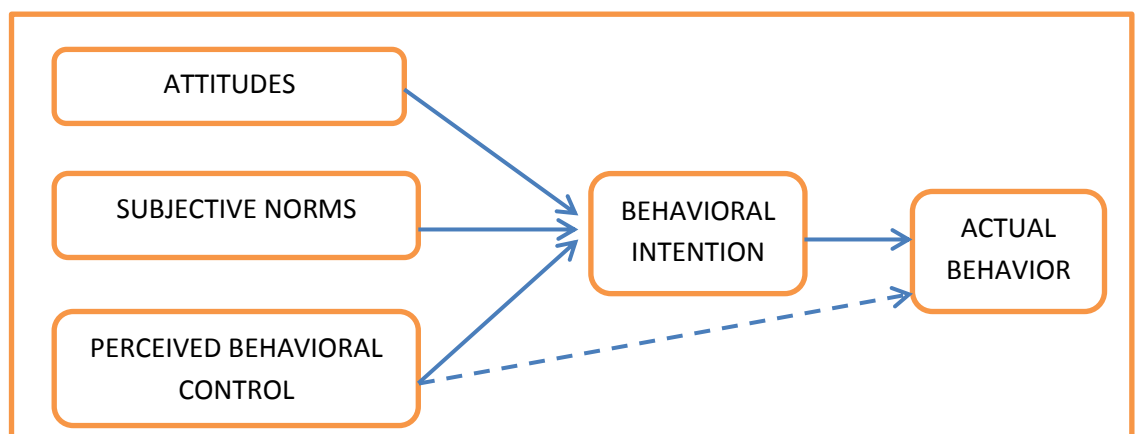 ATTITUDES
SUBJECTIVE NORMS
PERCEIVED BEHAVIORAL
CONTROL
BEHAVIORAL
INTENTION
ACTUAL
BEHAVIOR